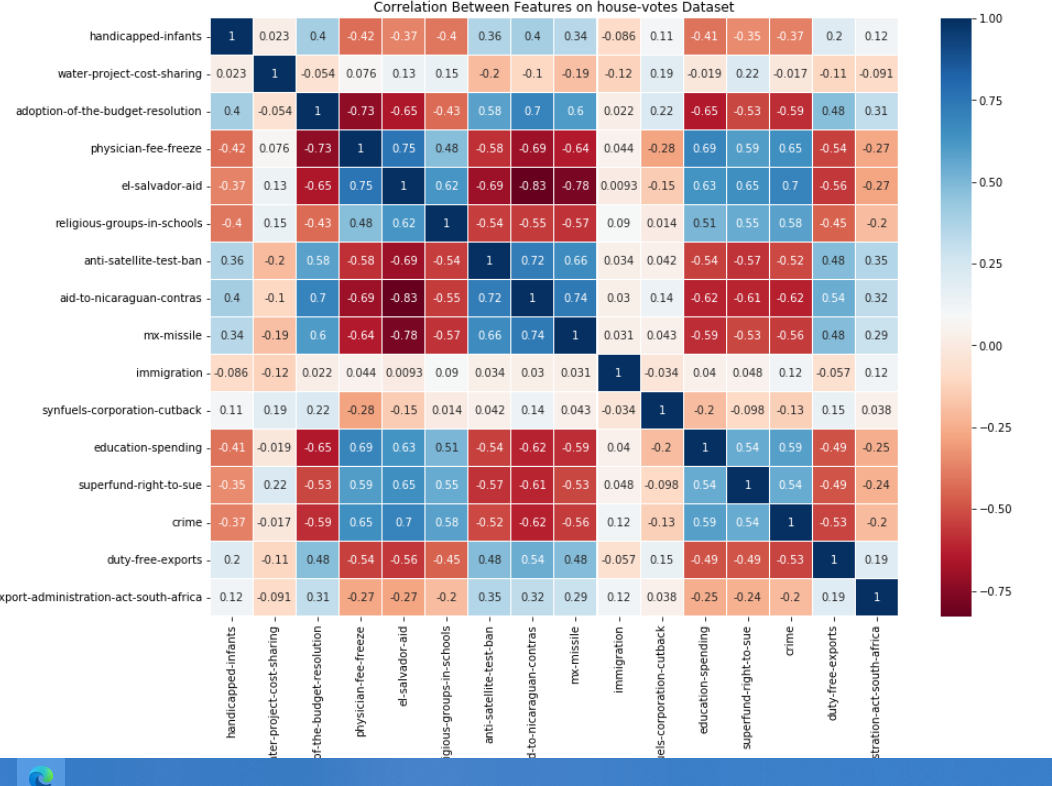 Correlation Between Features on house-votes Dataset
handicapped-infants 1 0.023 0.4 -0.42 -0.37 -0.4 0.36 0.4 0.34 -0.086 0.11 -0.41 -0.35 -0.37 0.2 0.12
water-project-cost-sharing 0.023 1 -0.054 0.076 0.13 0.15 -0.2 -0.1 -0.19 -0.12 0.19 -0.019 0.22 -0.017 -0.11 -0.091
adoption-of-the-budget-resolution 0.4 -0.054 1 -0.73 -0.65 -0.43 0.58 0.7 0.6 0.022 0.22 -0.65 -0.53 -0.59 0.48 0.31
physician-fee-freeze -0.42 0.076 -0.73 1 0.75 0.48 -0.58 -0.69 -0.64 0.044 -0.28 0.69 0.59 0.65 -0.54 -0.27
el-salvador-aid -0.37 0.13 -0.65 0.75 1 0.62 -0.69 -0.83 -0.78 0.0093 -0.15 0.63 0.65 0.7 -0.56 -0.27
religious-groups-in-schools -0.4 0.15 -0.43 0.48 0.62 1 -0.54 -0.55 -0.57 0.09 0.014 0.51 0.55 0.58 -0.45 -0.2
anti-satellite-test-ban 0.36 -0.2 0.58 -0.58 -0.69 -0.54 1 0.72 0.66 0.034 0.042 -0.54 -0.57 -0.52 0.48 0.35
aid-to-nicaraguan-contras 0.4 -0.1 0.7 -0.69 -0.83 -0.55 0.72 1 0.74 0.03 0.14 -0.62 -0.61 -0.62 0.54 0.32
mx-missile 0.34 -0.19 0.6 -0.64 -0.78 -0.57 0.66 0.74 1 0.031 0.043 -0.59 -0.53 -0.56 0.48 0.29
immigration -0.086 -0.12 0.022 0.044 0.0093 0.09 0.034 0.03 0.031 1 -0.034 0.04 0.048 0.12 -0.057 0.12
synfuels-corporation-cutback 0.11 0.19 0.22 -0.28 -0.15 0.014 0.042 0.14 0.043 -0.034 1 -0.2 -0.098 -0.13 0.15 0.038
education-spending -0.41 -0.019 -0.65 0.69 0.63 0.51 -0.54 -0.62 -0.59 0.04 -0.2 1 0.54 0.59 -0.49 -0.25
superfund-right-to-sue -0.35 0.22 -0.53 0.59 0.65 0.55 -0.57 -0.61 -0.53 0.048 -0.098 0.54 1 0.54 -0.49 -0.24
crime -0.37 -0.017 -0.59 0.65 0.7 0.58 -0.52 -0.62 -0.56 0.12 -0.13 0.59 0.54 1 -0.53 -0.2
duty-free-exports 0.2 -0.11 0.48 -0.54 -0.56 -0.45 0.48 0.54 0.48 -0.057 0.15 -0.49 -0.49 -0.53 1 0.19
xport-administration-act-south-africa 0.12 -0.091 0.31 -0.27 -0.27 -0.2 0.35 0.32 0.29 0.12 0.038 -0.25 -0.24 -0.2 0.19 1
handicapped-infants
ter-project-cost-sharing
of-the-budget-resolution
physician-fee-freeze
el-salvador-aid
igious-groups-in-schools
anti-satellite-test-ban
d-to-nicaraguan-contras
mx-missile
immigration
uels-corporation-cutback
education-spending
superfund-right-to-sue
crime
duty-free-exports
stration-act-south-africa
1.00
0.75
0.50
0.25
0.00
−0.25
−0.50
−0.75